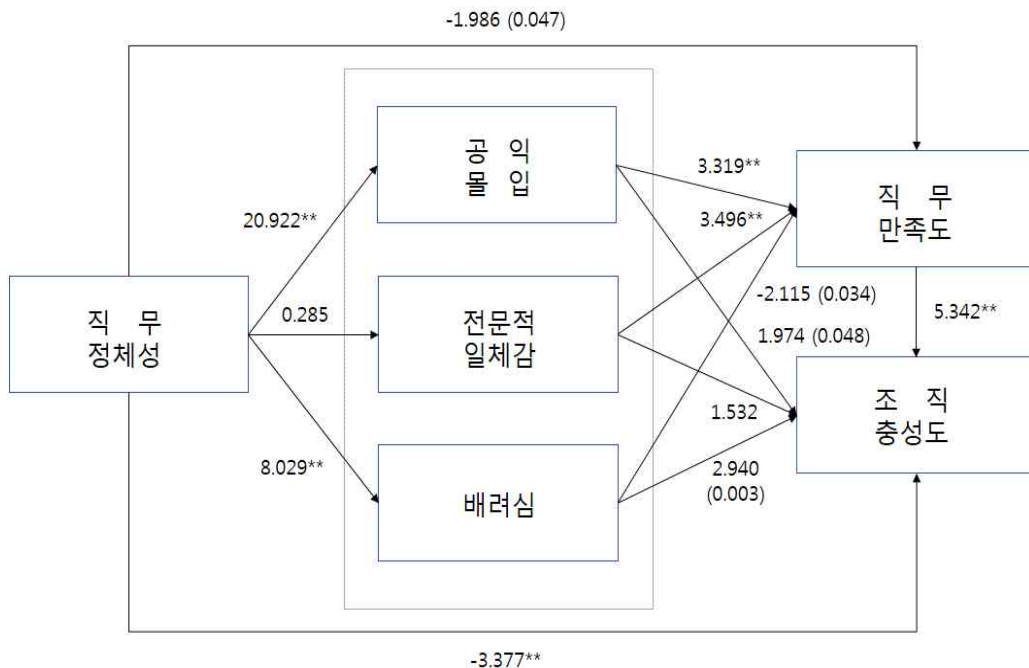 -1.986 (0.047)
공 익
몰 입
3.319**
직 무
만족도
3.496**
20.922**
-2.115 (0.034)
0.285
5.342**
직 무
정체성
전문적
일체감
1.974 (0.048)
조 직
충성도
1.532
8.029**
배려심
2.940
(0.003)
-3.377**